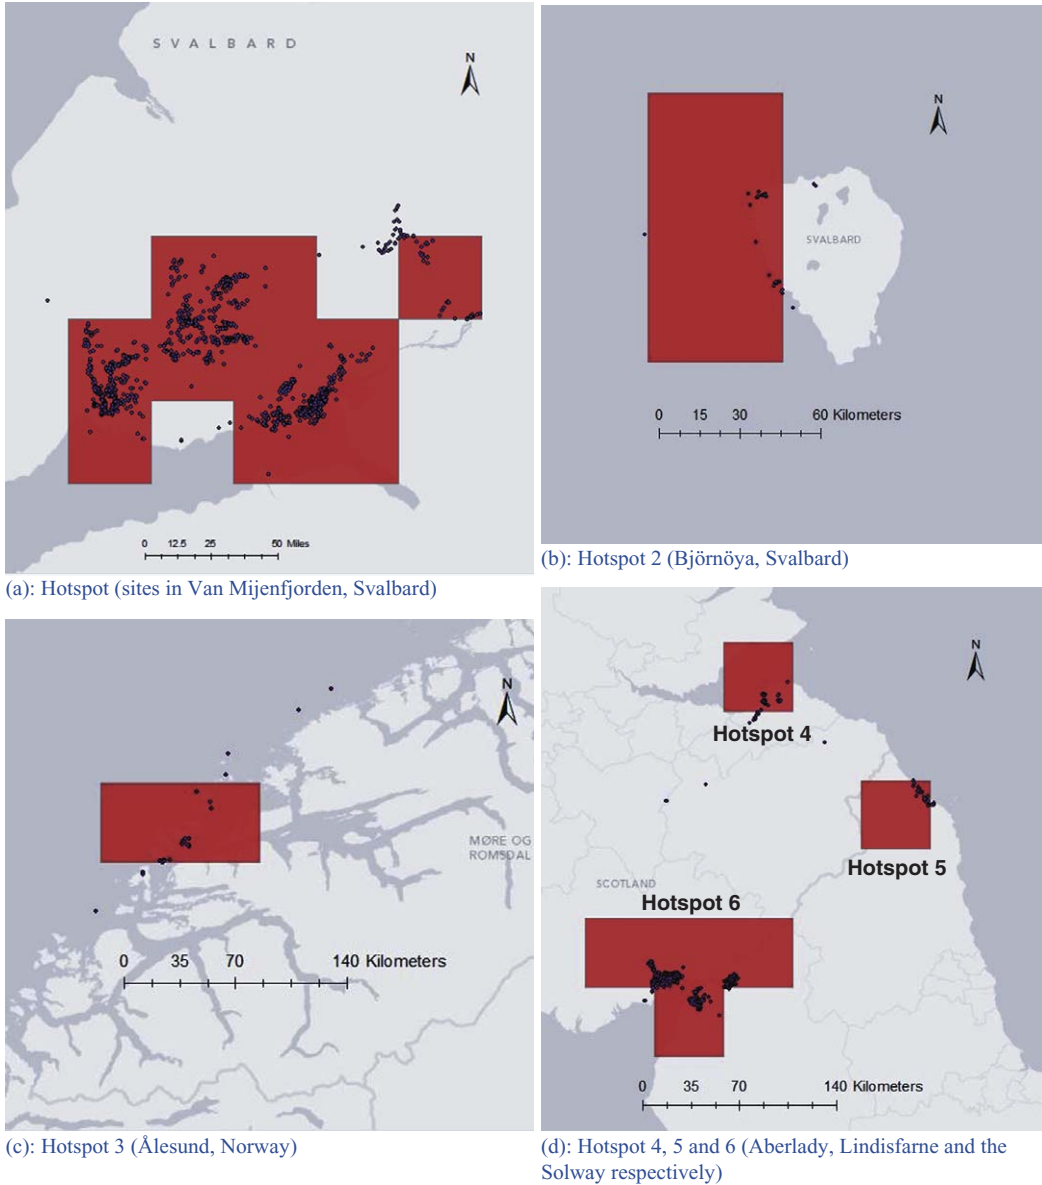 S V A L B A R D
N
0 12.5 25 50 Miles
(a): Hotspot (sites in Van Mijenfjorden, Svalbard)
N
SVALBARD
0 15 30 60 Kilometers
(b): Hotspot 2 (Björnöya, Svalbard)
N
MØRE OG
ROMSDAL
0 35 70 140 Kilometers
(c): Hotspot 3 (Ålesund, Norway)
N
Hotspot 4
Hotspot 5
SCOTLAND
Hotspot 6
0 35 70 140 Kilometers
(d): Hotspot 4, 5 and 6 (Aberlady, Lindisfarne and the
Solway respectively)